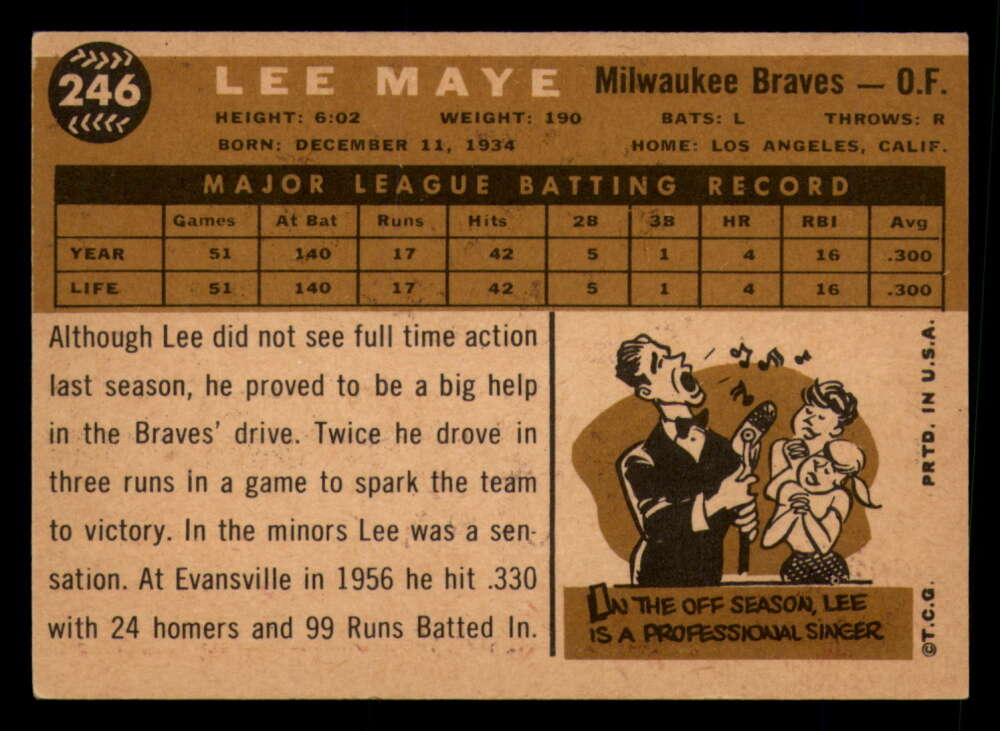 246
LEE MAYE Milwaukee Braves — O.F.
HEIGHT: 6:02 WEIGHT: 190 BATS: L THROWS: R
BORN: DECEMBER 11, 1934 HOME: LOS ANGELES, CALIF.
MAJOR LEAGUE BATTING RECORD
Games At Bat Runs Hits 2B 3B HR RBI Avg
YEAR 51 140 17 42 5 1 4 16 .300
LIFE 51 140 17 42 5 1 4 16 .300
Although Lee did not see full time action
last season, he proved to be a big help
in the Braves’ drive. Twice he drove in
three runs in a game to spark the team
to victory. In the minors Lee was a sen-
sation. At Evansville in 1956 he hit .330
with 24 homers and 99 Runs Batted In.
IN THE OFF SEASON, LEE
IS A PROFESSIONAL SINGER
©T.C.G. PRTD. IN U.S.A.